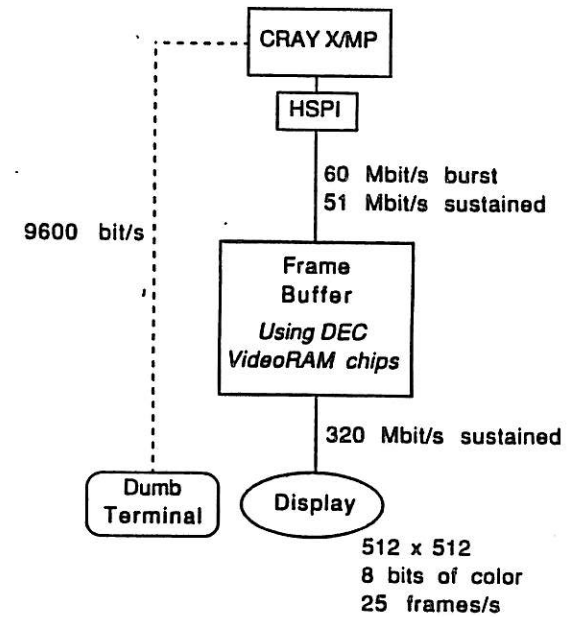 CRAY X/MP
HSPI
60 Mbit/s burst
51 Mbit/s sustained
9600 bit/s
Frame
Buffer
Using DEC
VideoRAM chips
320 Mbit/s sustained
Dumb
Terminal
Display
512 x 512
8 bits of color
25 frames/s